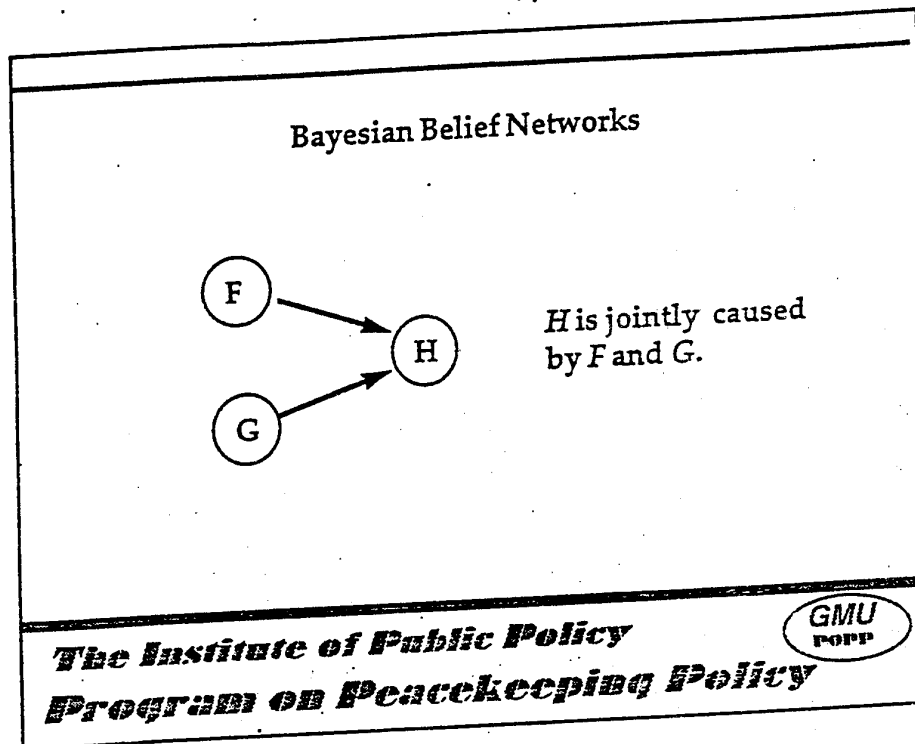 Bayesian Belief Networks
F
H
G
H is jointly caused
by F and G.
The Institute of Public Policy
Program on Peacekeeping Policy
GMU
POPP